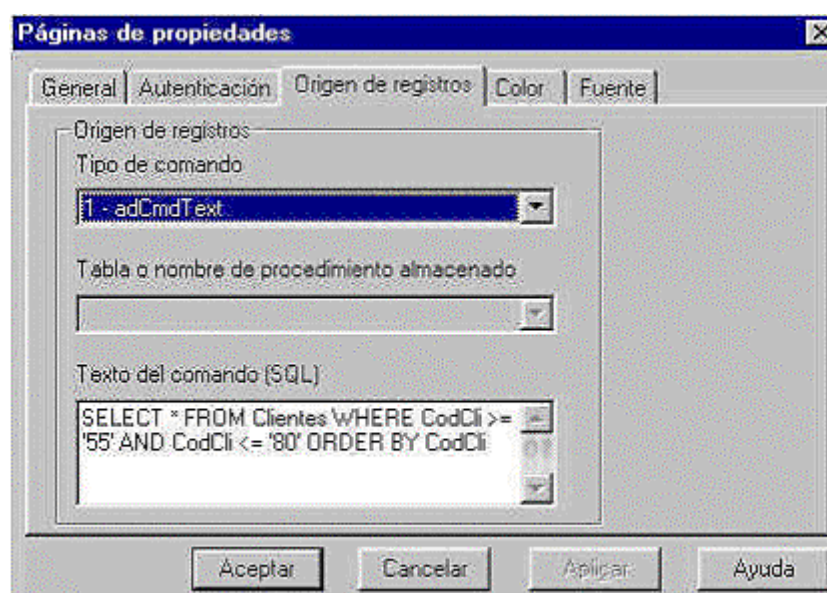 Páginas de propiedades
General Autenticación Origen de registros Color Fuente
Origen de registros
Tipo de comando
1 - adCmdText
Tabla o nombre de procedimiento almacenado
Texto del comando (SQL)
SELECT * FROM Clientes WHERE CodCli >=
'55' AND CodCli <= '80' ORDER BY CodCli
Aceptar Cancelar Aplicar Ayuda